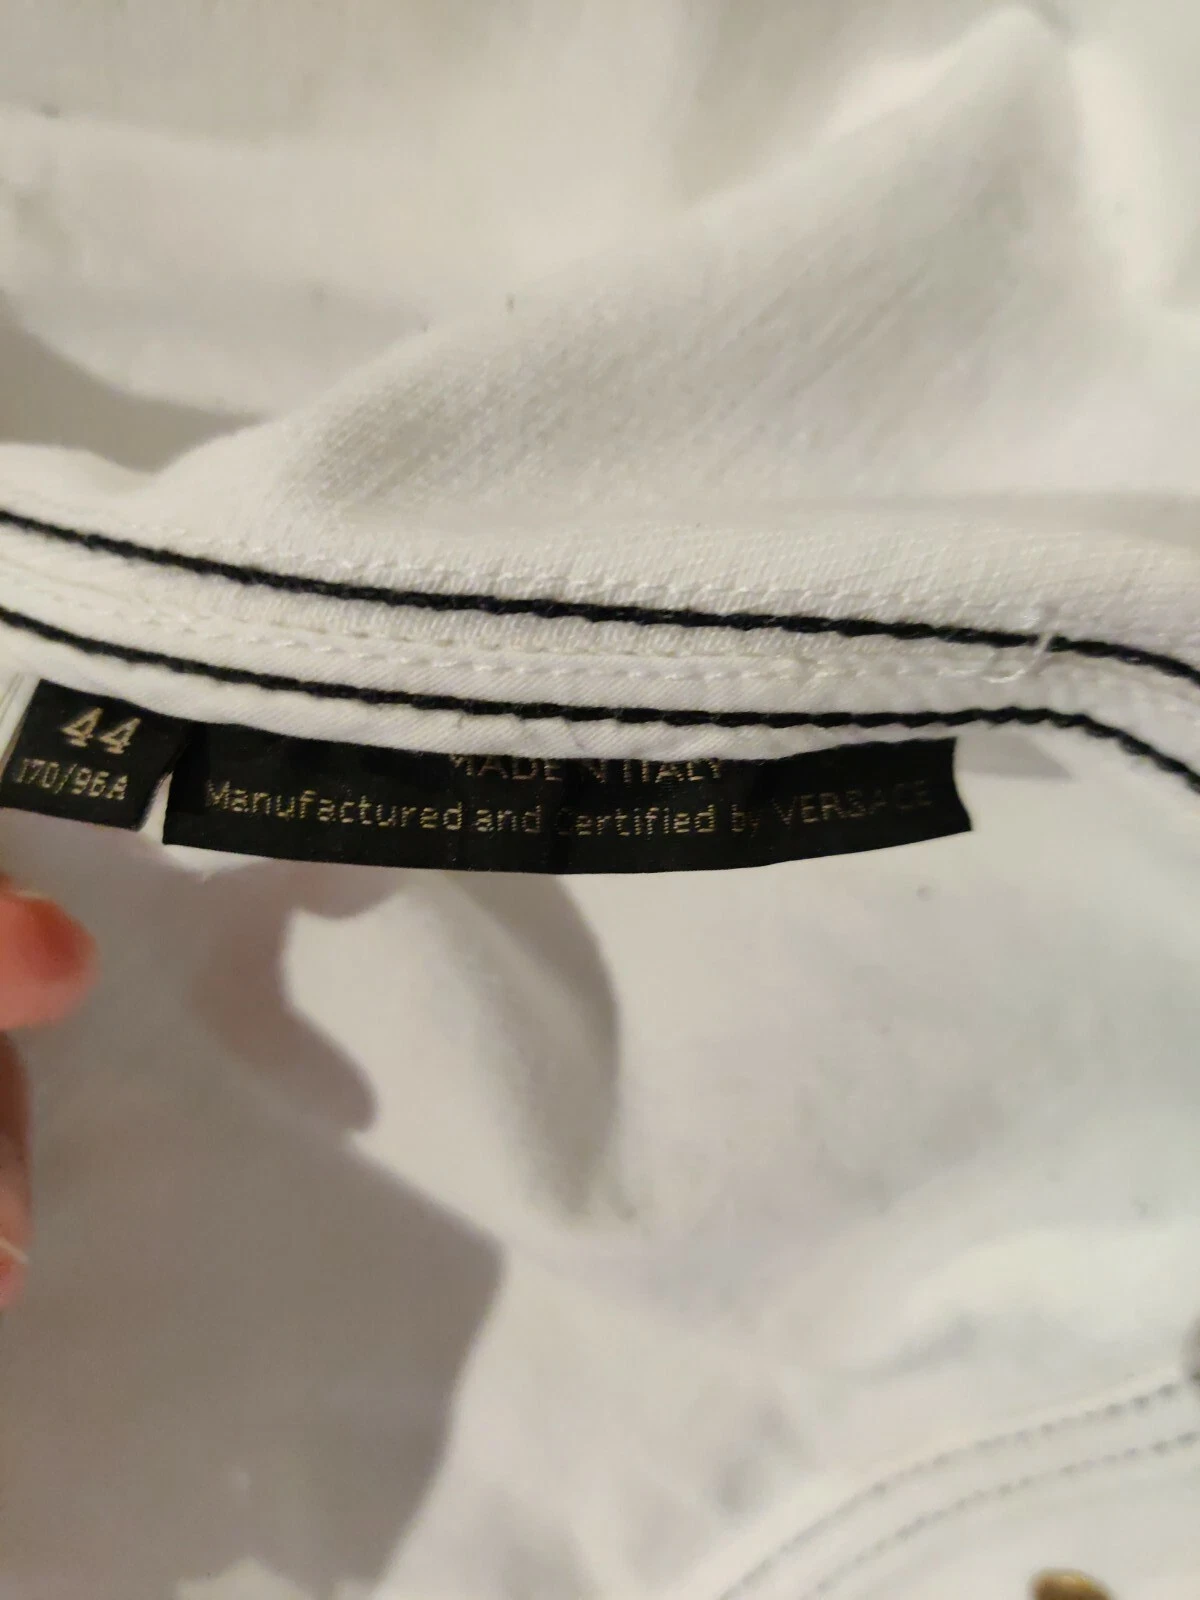 44
170/96A
MADE IN ITALY
Manufactured and Certified by VERSACE